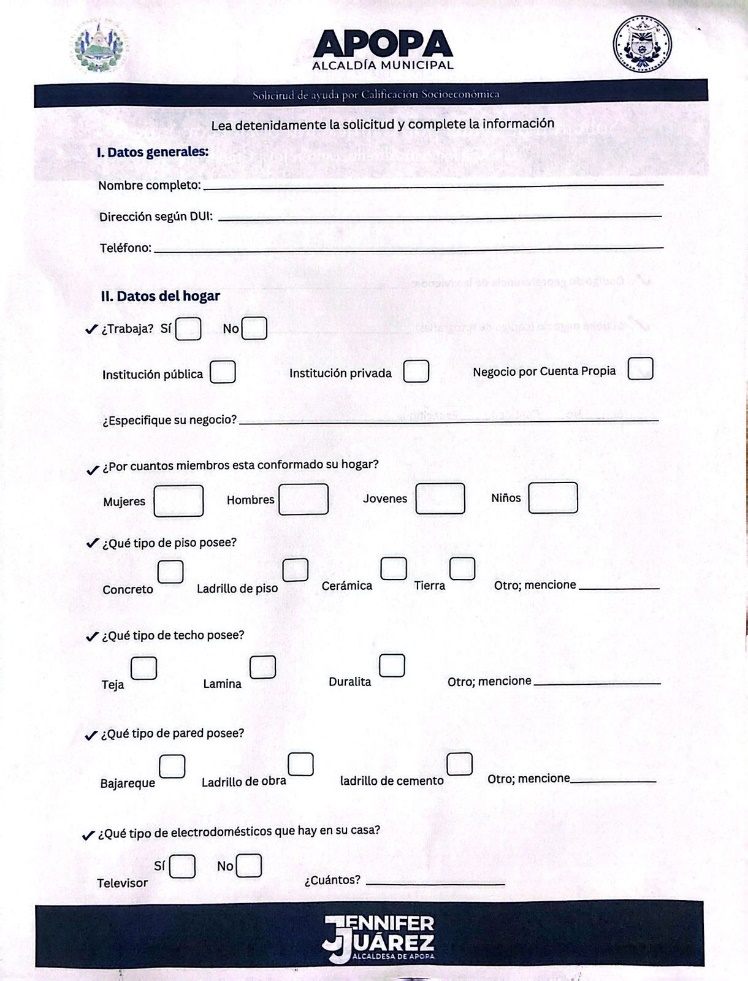 APOPA
ALCALDÍA MUNICIPAL
Solicitud de ayuda por Calificación Socioeconómica
Lea detenidamente la solicitud y complete la información
I. Datos generales:
Nombre completo:
Dirección según DUI:
Teléfono:
II. Datos del hogar
¿Trabaja? Sí No
Institución pública Institución privada Negocio por Cuenta Propia
¿Especifique su negocio?
¿Por cuantos miembros esta conformado su hogar?
Mujeres Hombres Jovenes Niños
¿Qué tipo de piso posee?
Concreto Ladrillo de piso Cerámica Tierra Otro; mencione
¿Qué tipo de techo posee?
Teja Lamina Duralita Otro; mencione
¿Qué tipo de pared posee?
Bajareque Ladrillo de obra ladrillo de cemento Otro; mencione
¿Qué tipo de electrodomésticos que hay en su casa?
Televisor Sí No ¿Cuántos?
JENNIFER
JUÁREZ
ALCALDESA DE APOPA